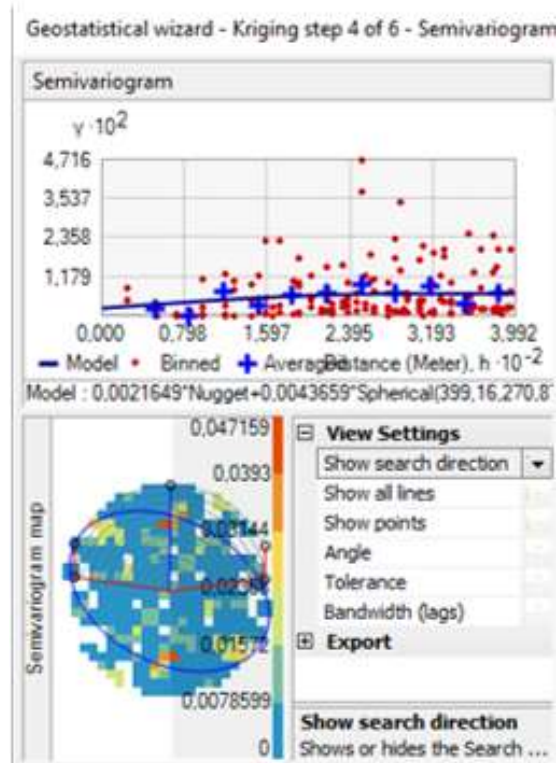 Geostatistical wizard - Kriging step 4 of 6 - Semivariogram
Semivariogram
γ ·10²
4,716
3,537
2,358
1,179
0.000 0.798 1.597 2.395 3.193 3.992
Model Binned Averaged Distance (Meter), h ·10⁻²
Model : 0.0021649*Nugget+0.0043659*Spherical(399,16,270,8
Semivariogram map
0,047159
0,0393
0,03144
0,02358
0,01572
0,0078599
0
View Settings
Show search direction
Show all lines
Show points
Angle
Tolerance
Bandwidth (lags)
Export
Show search direction
Shows or hides the Search ...